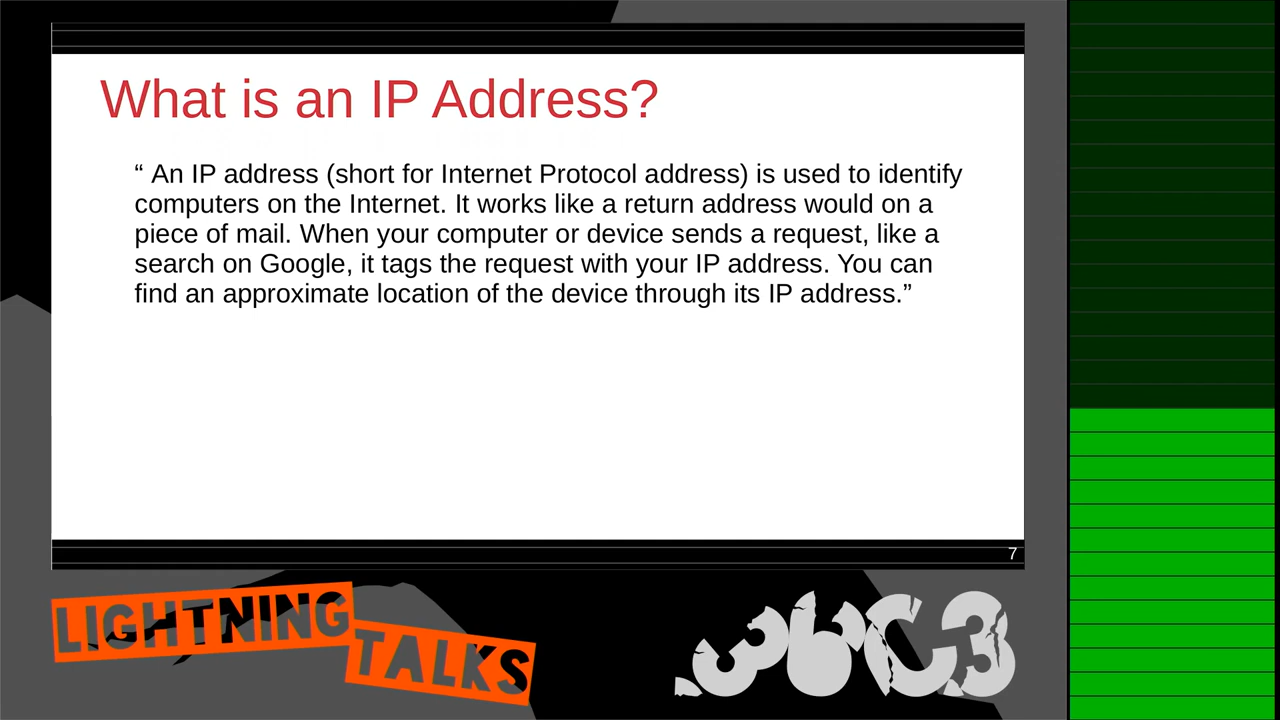 What is an IP Address?
“ An IP address (short for Internet Protocol address) is used to identify
computers on the Internet. It works like a return address would on a
piece of mail. When your computer or device sends a request, like a
search on Google, it tags the request with your IP address. You can
find an approximate location of the device through its IP address.”
7
LIGHTNING
TALKS
36C3